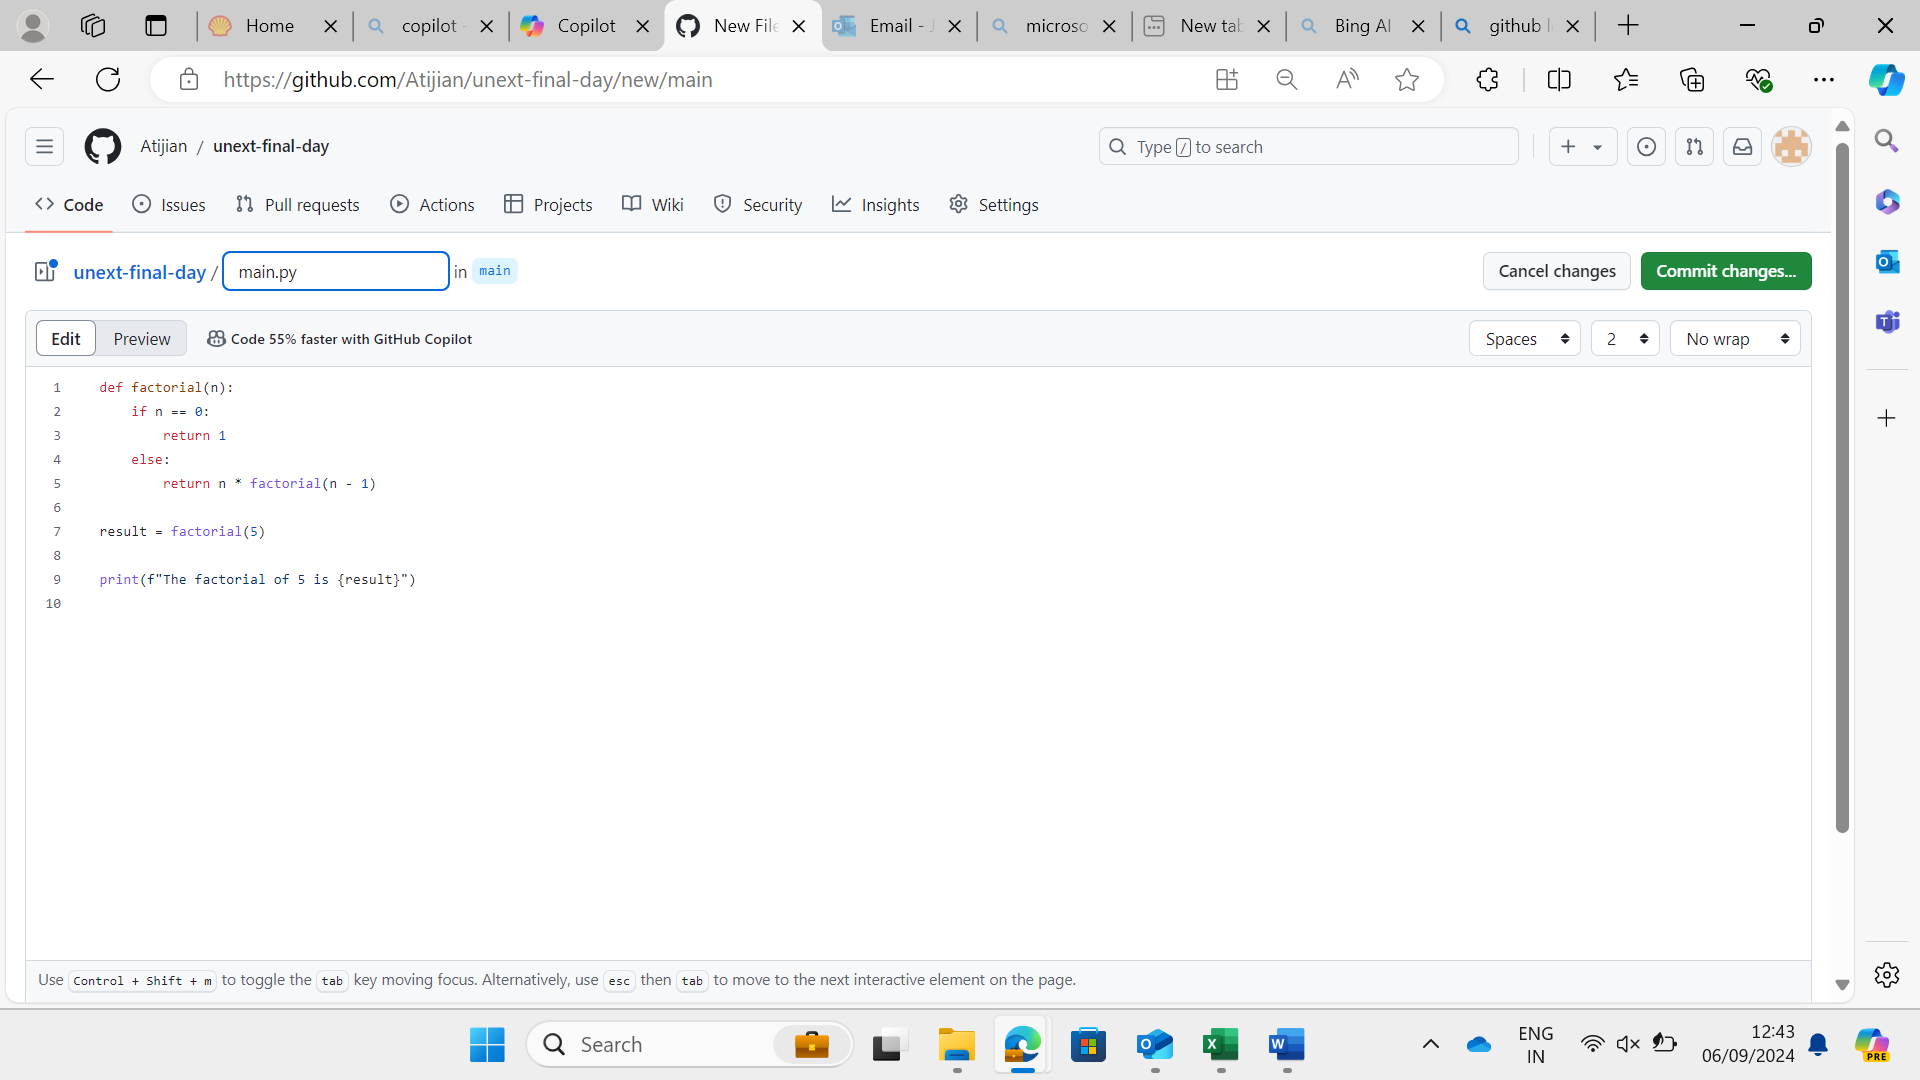 Home
copilot -
Copilot
New File
Email - J
microso
New tab
Bing AI
github l
https://github.com/Atijian/unext-final-day/new/main
Atijian / unext-final-day
Type / to search
Code
Issues
Pull requests
Actions
Projects
Wiki
Security
Insights
Settings
unext-final-day / main.py in main
Cancel changes
Commit changes...
Edit
Preview
Code 55% faster with GitHub Copilot
Spaces
2
No wrap
1 def factorial(n):
2 if n == 0:
3 return 1
4 else:
5 return n * factorial(n - 1)
6
7 result = factorial(5)
8
9 print(f"The factorial of 5 is {result}")
10
Use Control + Shift + m to toggle the tab key moving focus. Alternatively, use esc then tab to move to the next interactive element on the page.
Search
ENG
IN
12:43
06/09/2024
PRE